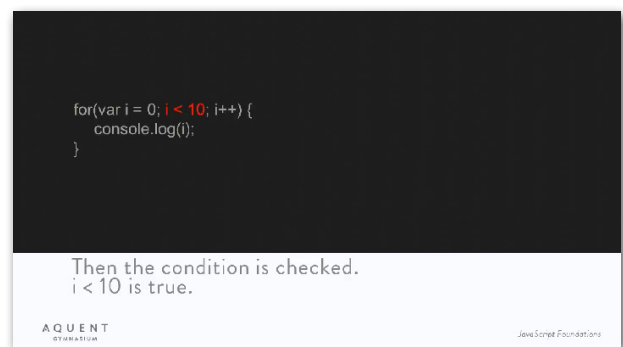 for(var i = 0; i < 10; i++) {
console.log(i);
}
Then the condition is checked.
i < 10 is true.
AQUENT
GYMNASIUM
JavaScript Foundations